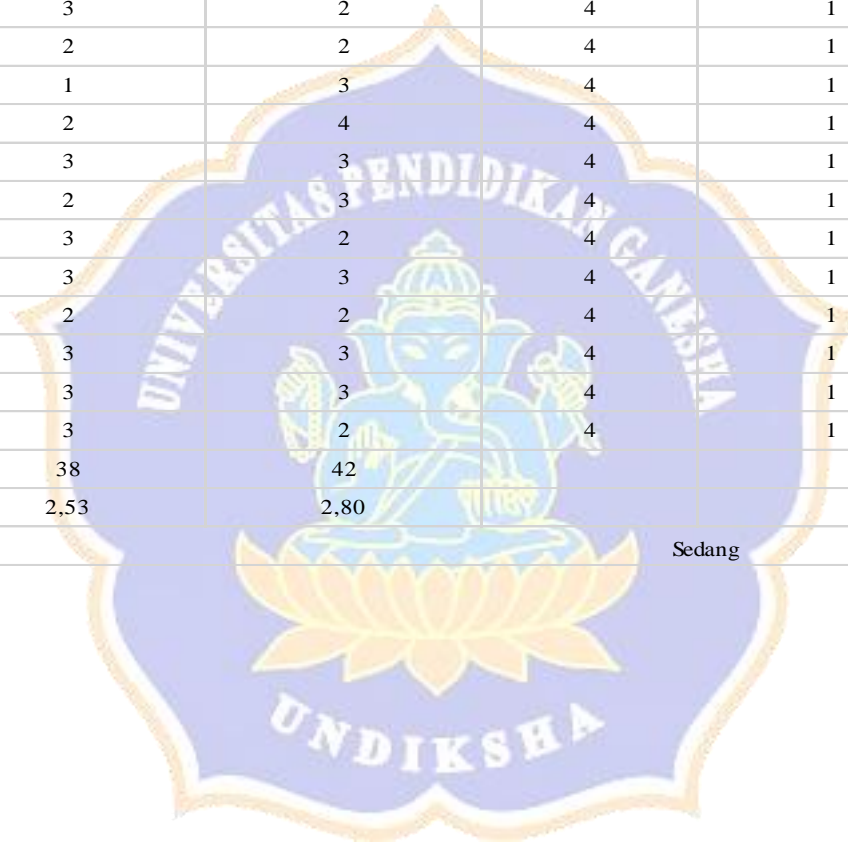 3 2 4 1
2 2 4 1
1 3 4 1
2 4 4 1
3 3 4 1
2 3 4 1
3 2 4 1
3 3 4 1
2 2 4 1
3 3 4 1
3 3 4 1
3 2 4 1
38 42
2,53 2,80
Sedang
UNIVERSITAS PENDIDIKAN GANESHA
UNDIKSHA